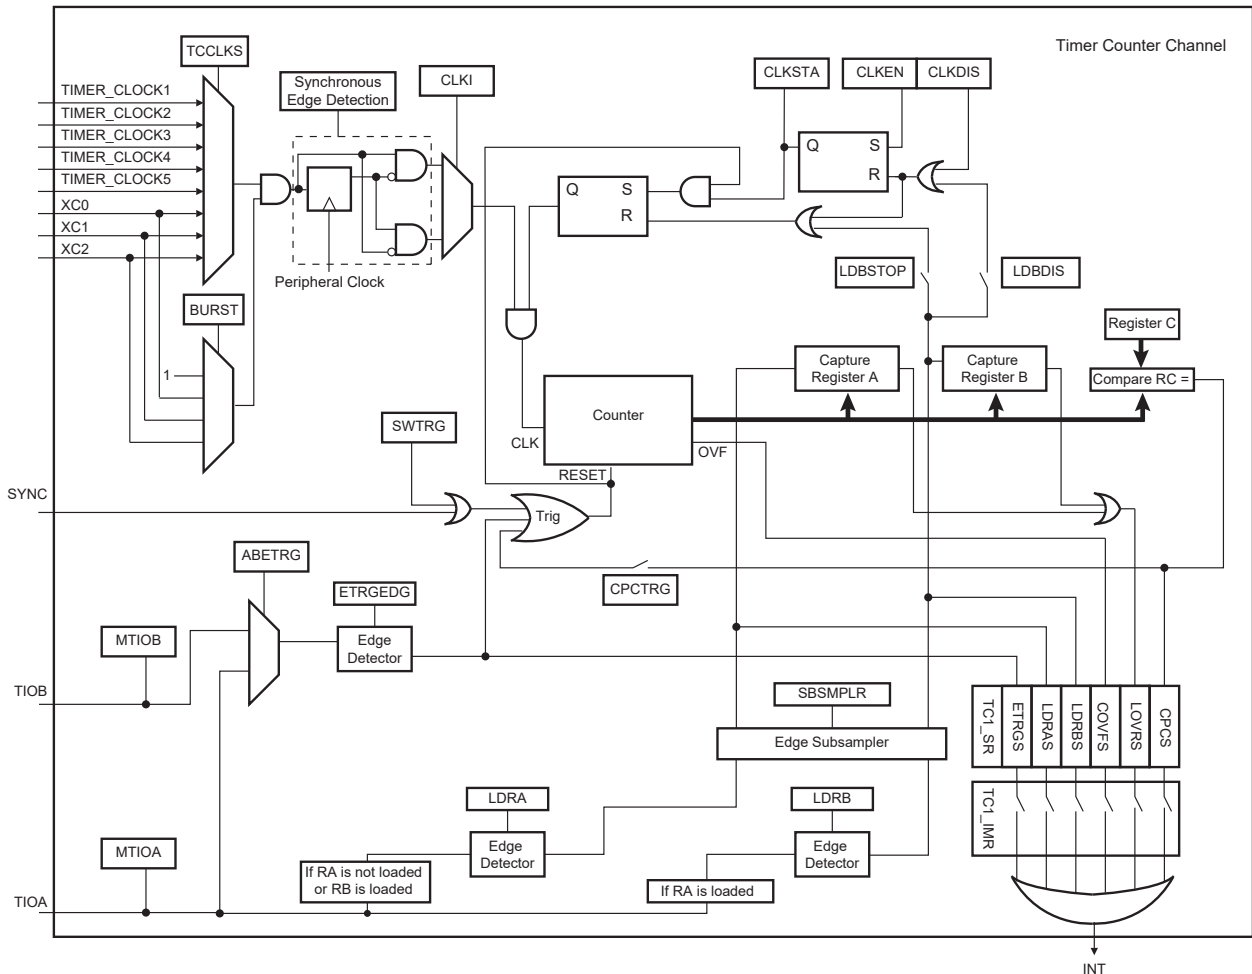 Timer Counter Channel
TCCLKS
TIMER_CLOCK1
TIMER_CLOCK2
TIMER_CLOCK3
TIMER_CLOCK4
TIMER_CLOCK5
XC0
XC1
XC2
Synchronous
Edge Detection
CLKI
CLKSTA
CLKEN
CLKDIS
Q
S
R
Q
S
R
Peripheral Clock
LDBSTOP
LDBDIS
BURST
1
Register C
Capture
Register A
Capture
Register B
Compare RC =
Counter
CLK
OVF
RESET
SWTRG
SYNC
Trig
ABETRG
CPCTRG
ETRGEDG
MTIOB
Edge
Detector
TIOB
SBSMPLR
Edge Subsampler
TC1_SR
ETRGS
LDRAS
LDRBS
COVFS
LOVRS
CPCS
TC1_IMR
LDRA
LDRB
Edge
Detector
Edge
Detector
MTIOA
If RA is not loaded
or RB is loaded
If RA is loaded
TIOA
INT